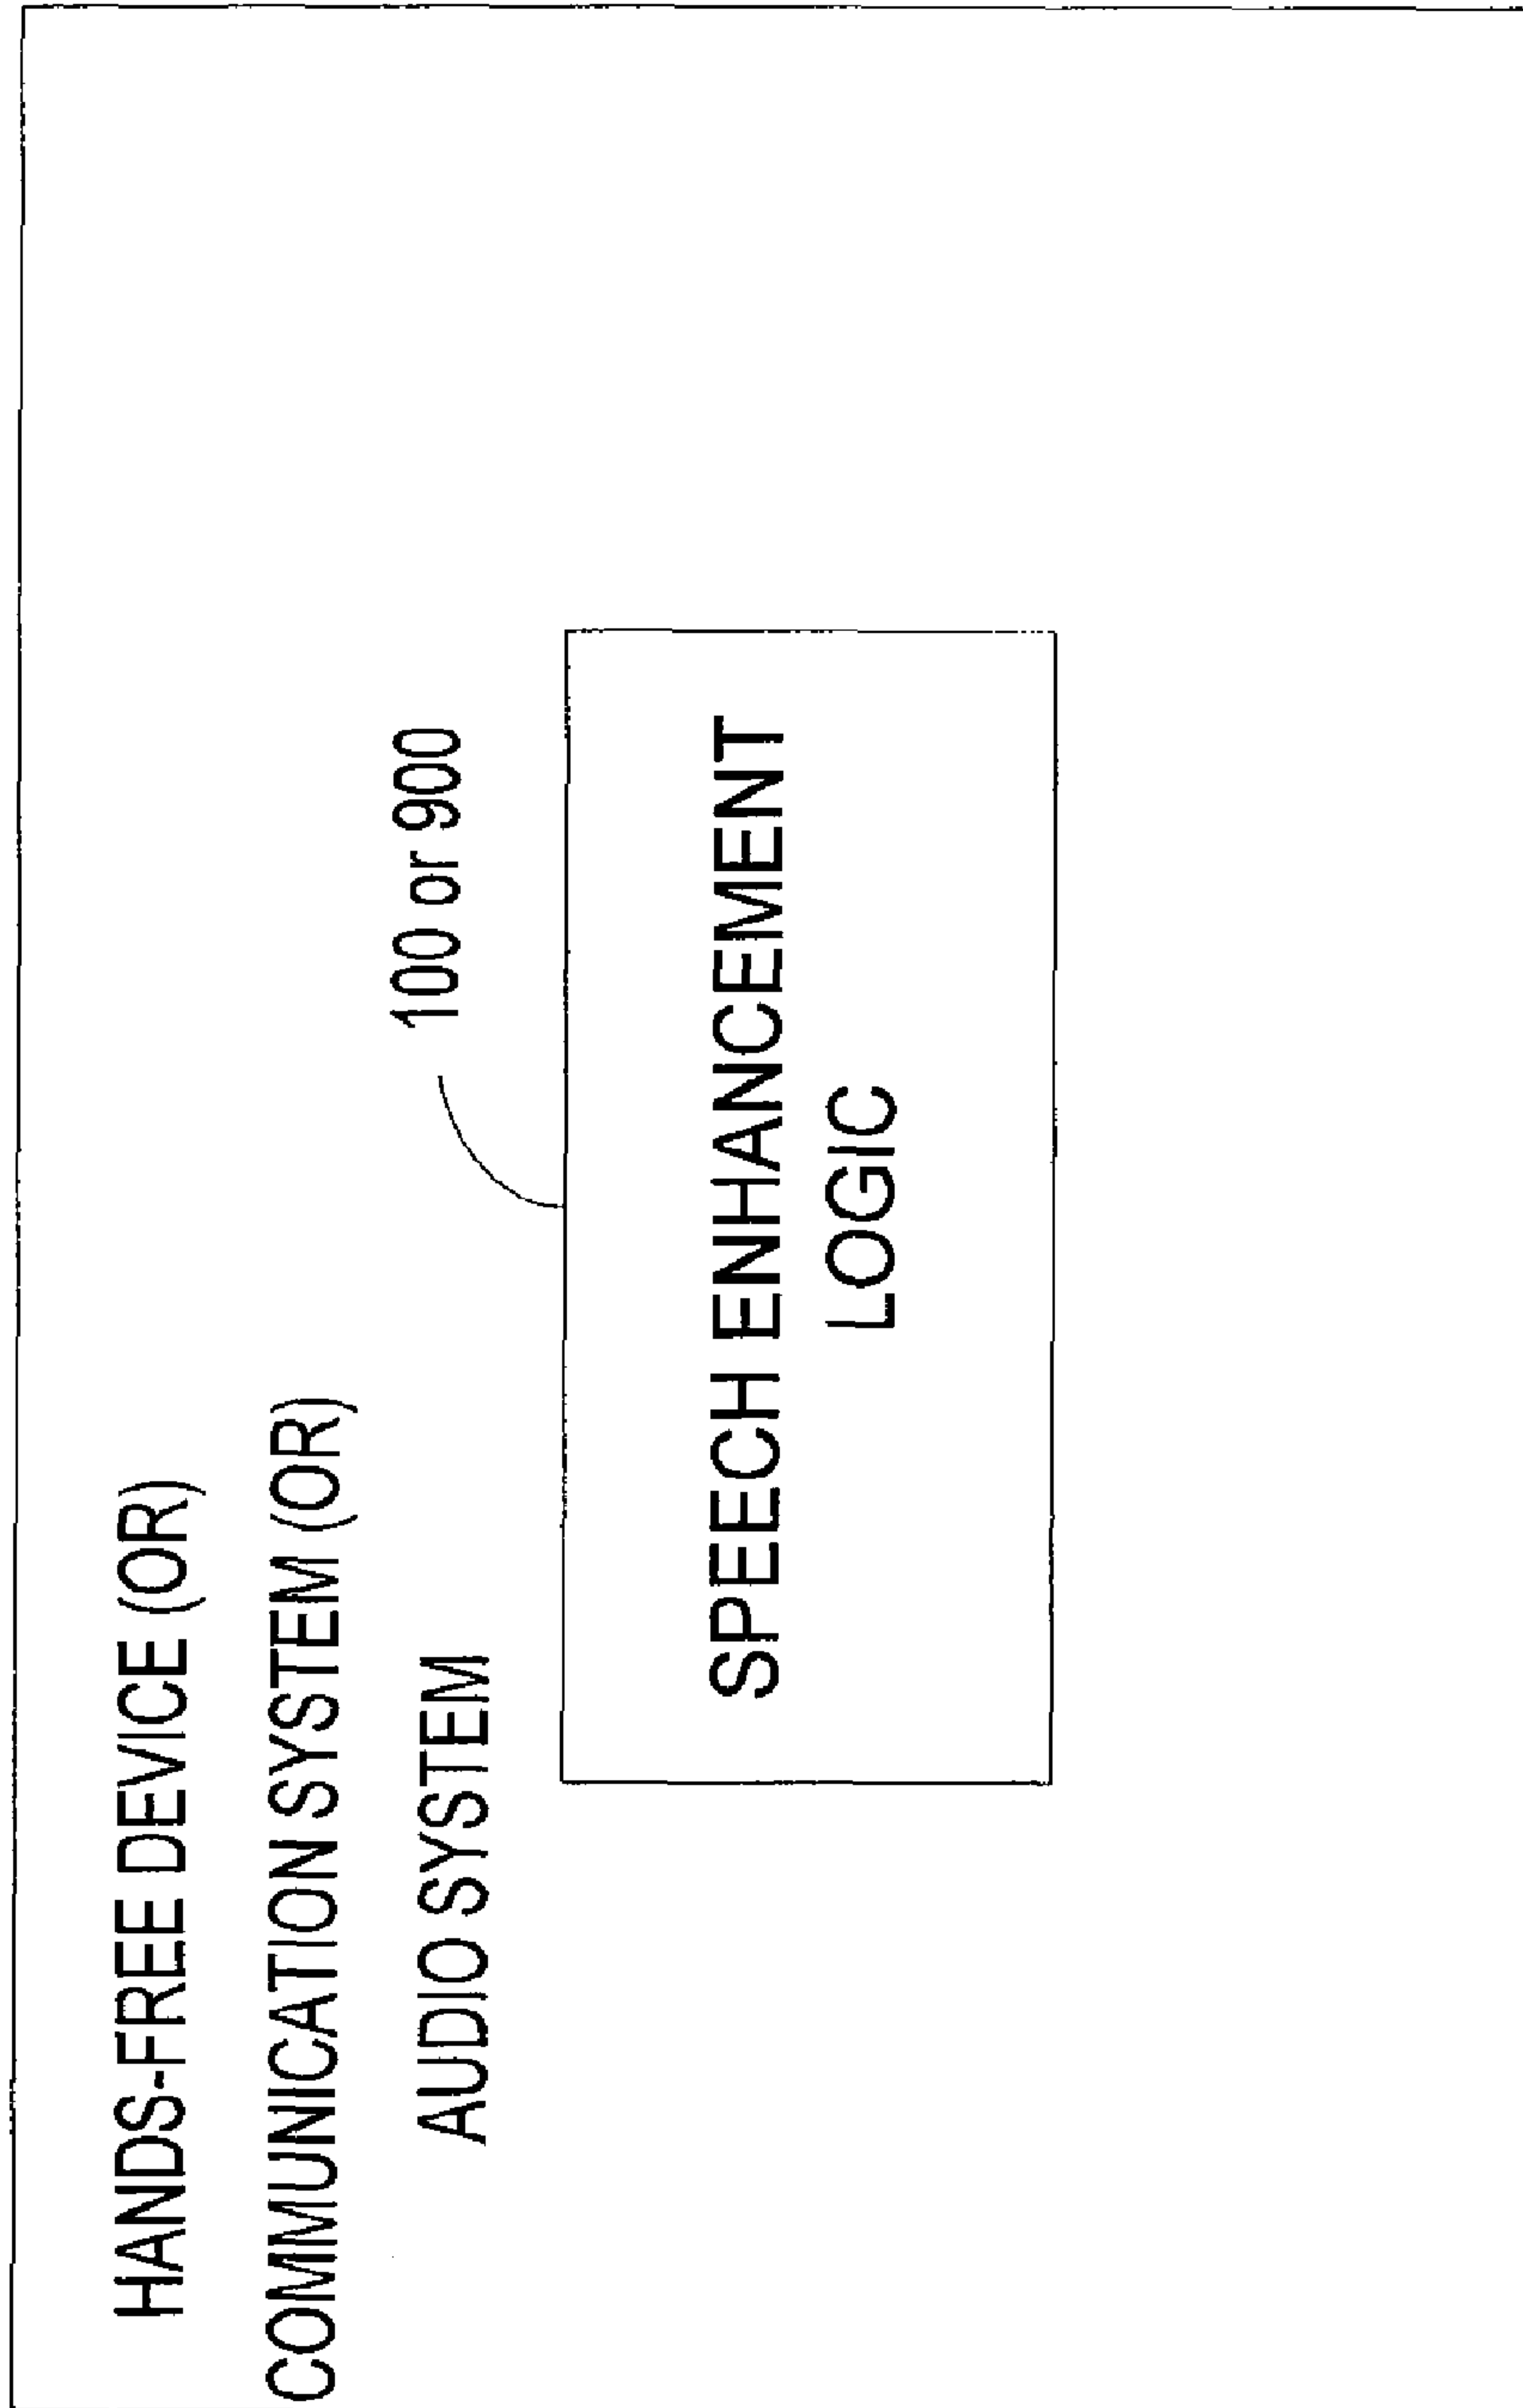 HANDS-FREE DEVICE (OR)
COMMUNICATION SYSTEM (OR)
AUDIO SYSTEM
100 or 900
SPEECH ENHANCEMENT
LOGIC